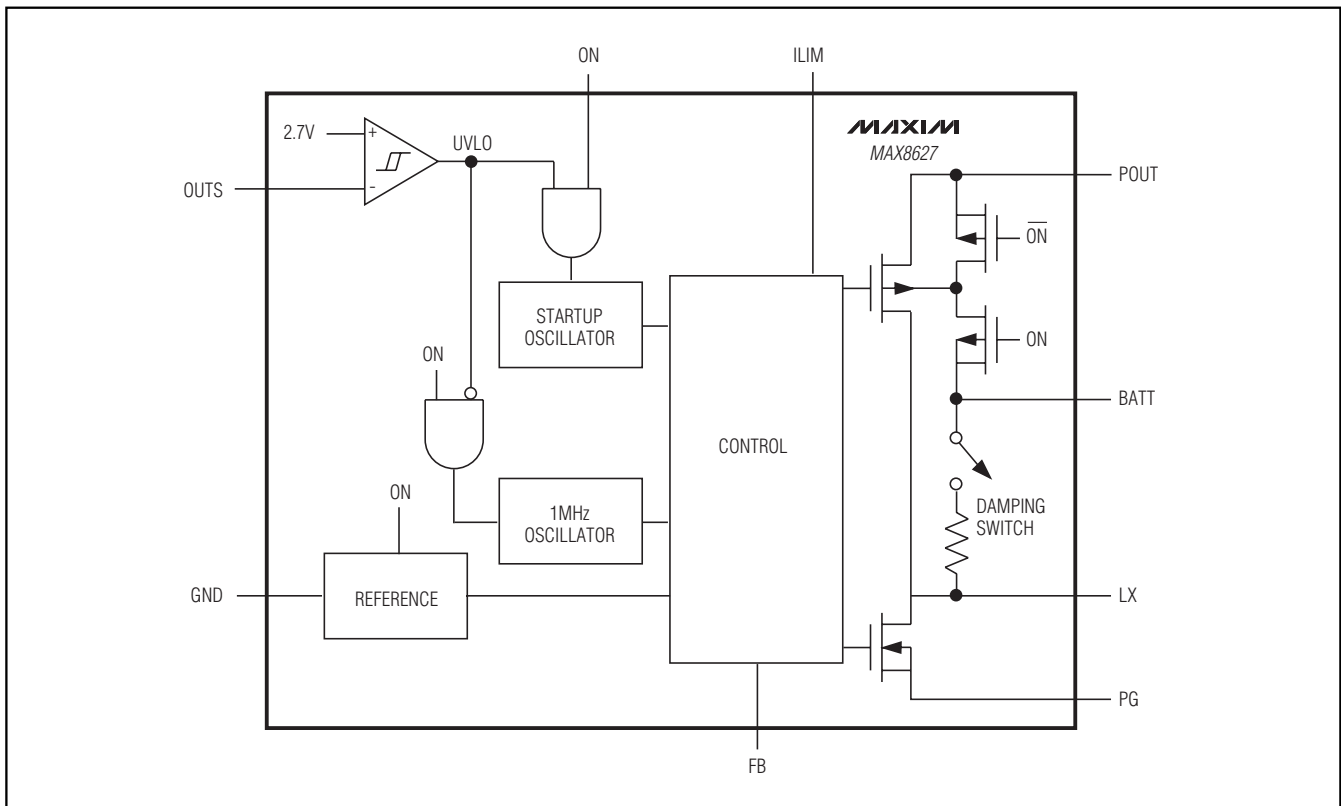 ON
ILIM
2.7V
+
-
UVLO
MAXIM
MAX8627
OUTS
POUT
ON
STARTUP
OSCILLATOR
ON
ON
BATT
CONTROL
ON
1MHz
OSCILLATOR
DAMPING
SWITCH
GND
REFERENCE
LX
PG
FB